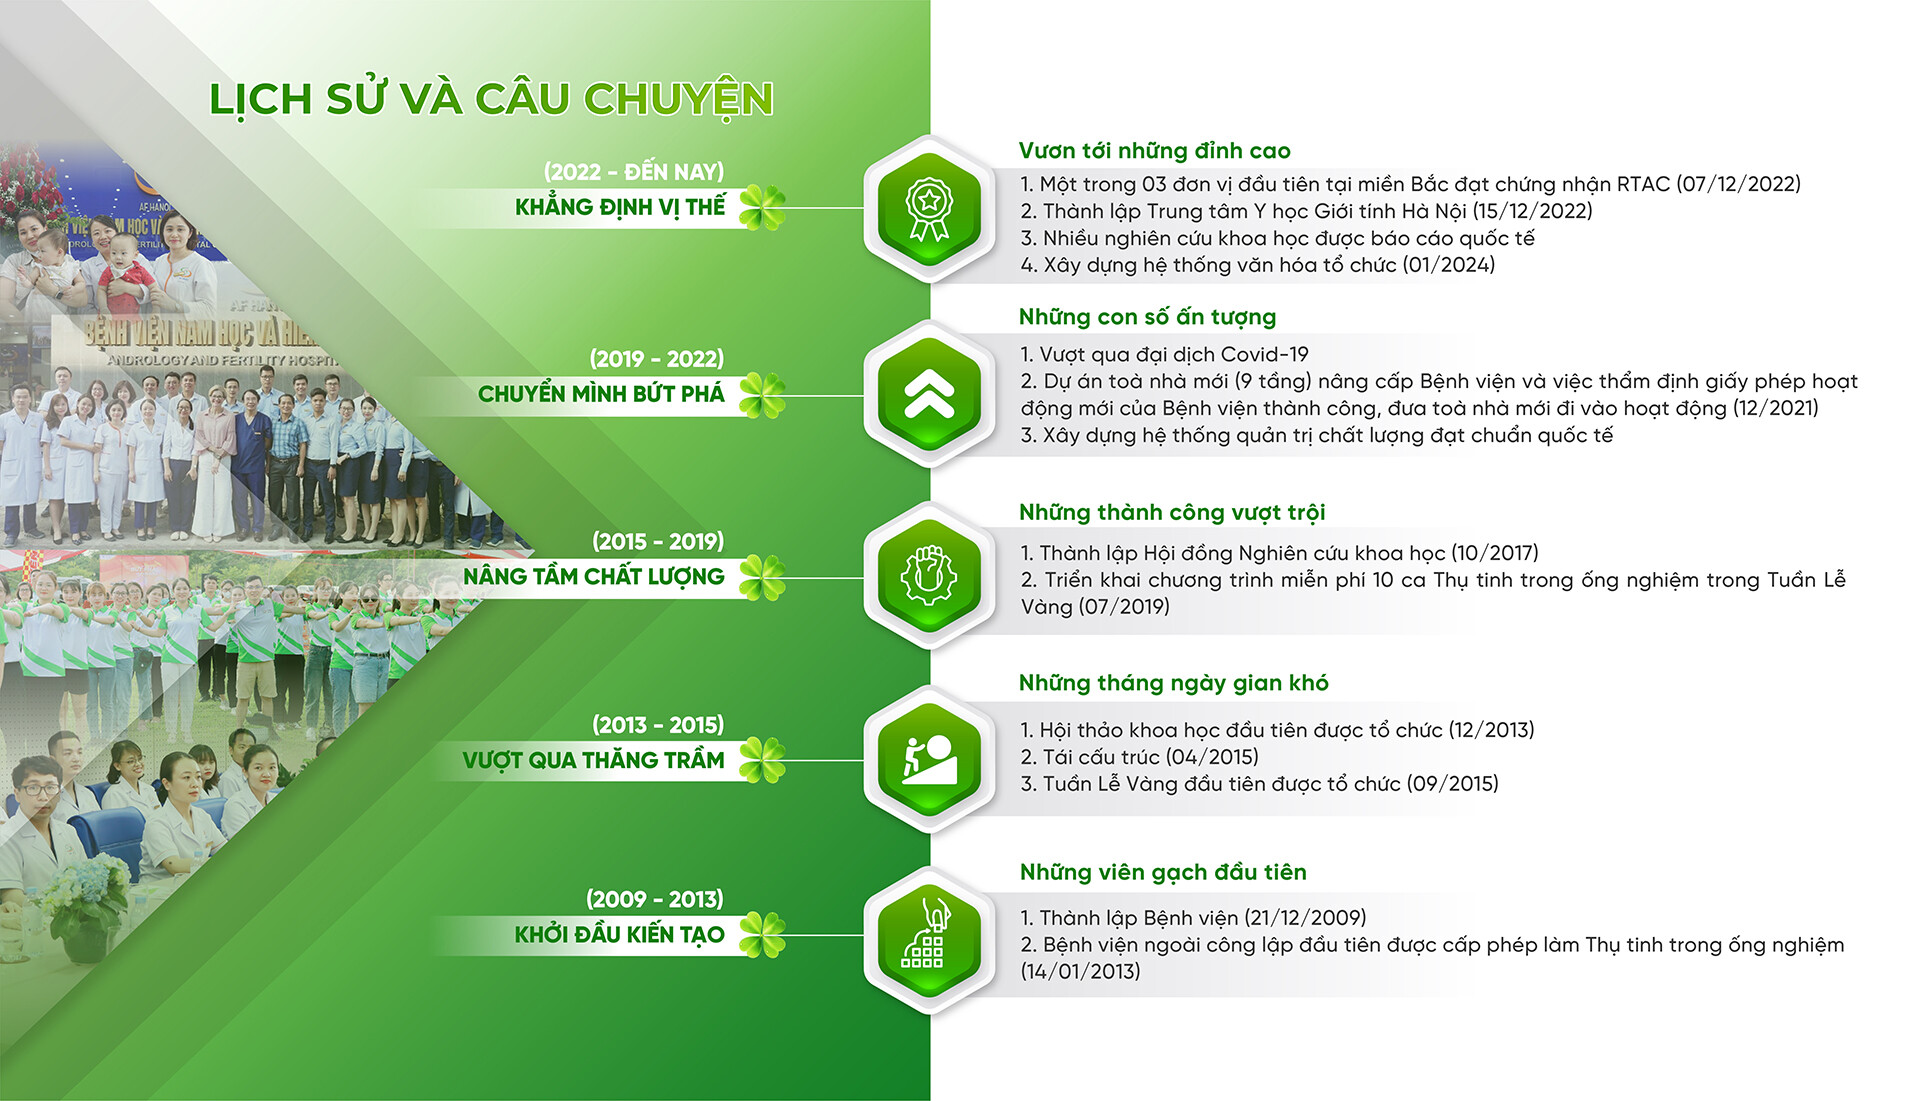 LỊCH SỬ VÀ CÂU CHUYỆN
(2022 - ĐẾN NAY)
KHẲNG ĐỊNH VỊ THẾ
Vươn tới những đỉnh cao
1. Một trong 03 đơn vị đầu tiên tại miền Bắc đạt chứng nhận RTAC (07/12/2022)
2. Thành lập Trung tâm Y học Giới tính Hà Nội (15/12/2022)
3. Nhiều nghiên cứu khoa học được báo cáo quốc tế
4. Xây dựng hệ thống văn hóa tổ chức (01/2024)
AF HANOI
HỌC VÀ
AF HAN
BỆNH VIỆN NAM HỌC VÀ HIẾ
ANDROLOGY AND FERTILITY HOSPIT
(2019 - 2022)
CHUYỂN MÌNH BỨT PHÁ
Những con số ấn tượng
1. Vượt qua đại dịch Covid-19
2. Dự án toà nhà mới (9 tầng) nâng cấp Bệnh viện và việc thẩm định giấy phép hoạt
động mới của Bệnh viện thành công, đưa toà nhà mới đi vào hoạt động (12/2021)
3. Xây dựng hệ thống quản trị chất lượng đạt chuẩn quốc tế
(2015 - 2019)
NÂNG TẦM CHẤT LƯỢNG
Những thành công vượt trội
1. Thành lập Hội đồng Nghiên cứu khoa học (10/2017)
2. Triển khai chương trình miễn phí 10 ca Thụ tinh trong ống nghiệm trong Tuần Lễ
Vàng (07/2019)
(2013 - 2015)
VƯỢT QUA THĂNG TRẦM
Những tháng ngày gian khó
1. Hội thảo khoa học đầu tiên được tổ chức (12/2013)
2. Tái cấu trúc (04/2015)
3. Tuần Lễ Vàng đầu tiên được tổ chức (09/2015)
(2009 - 2013)
KHỞI ĐẦU KIẾN TẠO
Những viên gạch đầu tiên
1. Thành lập Bệnh viện (21/12/2009)
2. Bệnh viện ngoài công lập đầu tiên được cấp phép làm Thụ tinh trong ống nghiệm
(14/01/2013)